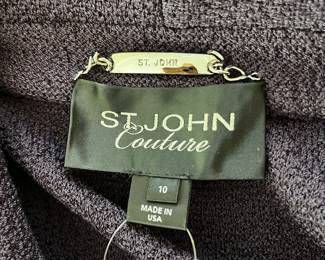 ST. JOHN
ST. JOHN
Couture
10
MADE IN
USA